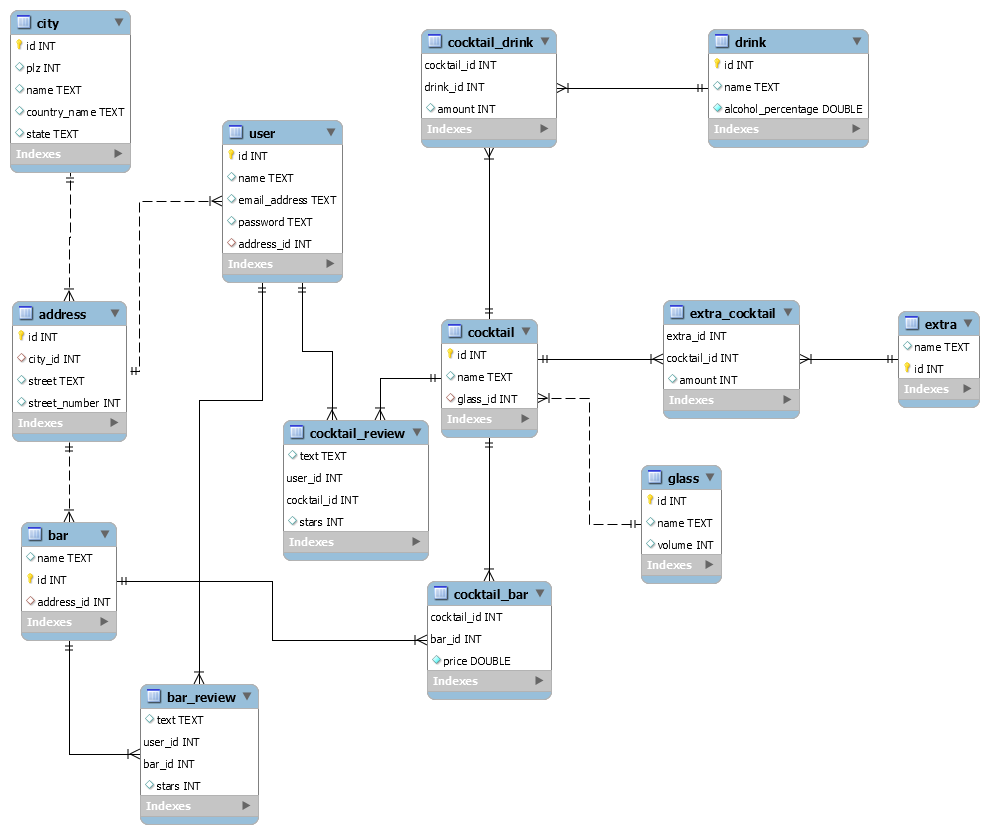 city
id INT
plz INT
name TEXT
country_name TEXT
state TEXT
Indexes
user
id INT
name TEXT
email_address TEXT
password TEXT
address_id INT
Indexes
cocktail_drink
cocktail_id INT
drink_id INT
amount INT
Indexes
drink
id INT
name TEXT
alcohol_percentage DOUBLE
Indexes
address
id INT
city_id INT
street TEXT
street_number INT
Indexes
cocktail
id INT
name TEXT
glass_id INT
Indexes
extra_cocktail
extra_id INT
cocktail_id INT
amount INT
Indexes
extra
name TEXT
id INT
Indexes
cocktail_review
text TEXT
user_id INT
cocktail_id INT
stars INT
Indexes
glass
id INT
name TEXT
volume INT
Indexes
bar
name TEXT
id INT
address_id INT
Indexes
cocktail_bar
cocktail_id INT
bar_id INT
price DOUBLE
Indexes
bar_review
text TEXT
user_id INT
bar_id INT
stars INT
Indexes